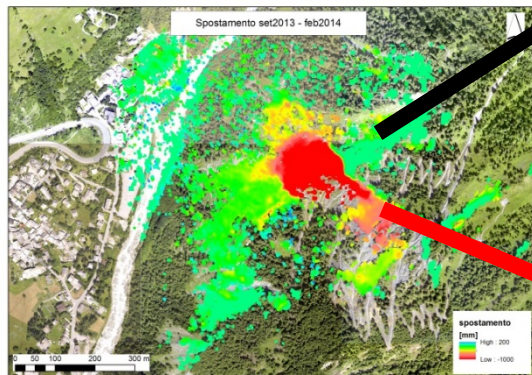 Spostamento set2013 - feb2014
spostamento
[mm]
High : 200
Low : -1000
0 50 100 200 300 m